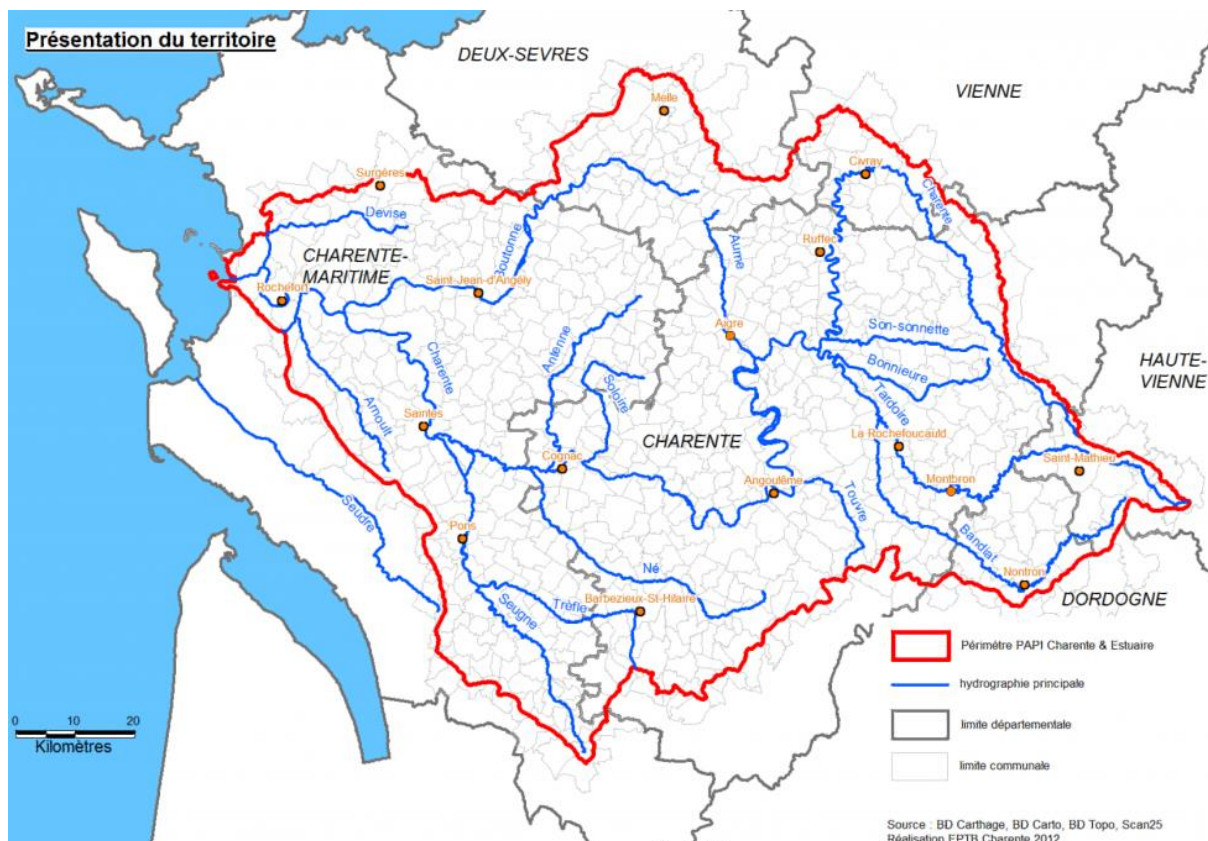 Présentation du territoire
DEUX-SEVRES
VIENNE
Melle
Civray
Surgères
Charente
Devise
Boutonne
Aume
Ruffec
CHARENTE-
MARITIME
Saint-Jean-d'Angély
Rochefort
Son-sonnette
Aigre
Antenne
Charente
Bonnieure
HAUTE-
VIENNE
Soloire
Tardoire
Arnoult
Saintes
CHARENTE
La Rochefoucauld
Cognac
Saint-Mathieu
Montbron
Angoulême
Touvre
Seudre
Pons
Bandiat
Né
Nontron
Trèfle
Barbezieux-St-Hilaire
Seugne
DORDOGNE
Périmètre PAPI Charente & Estuaire
hydrographie principale
limite départementale
limite communale
0 10 20
Kilomètres
Source : BD Carthage, BD Carto, BD Topo, Scan25
Réalisation EPTB Charente 2012